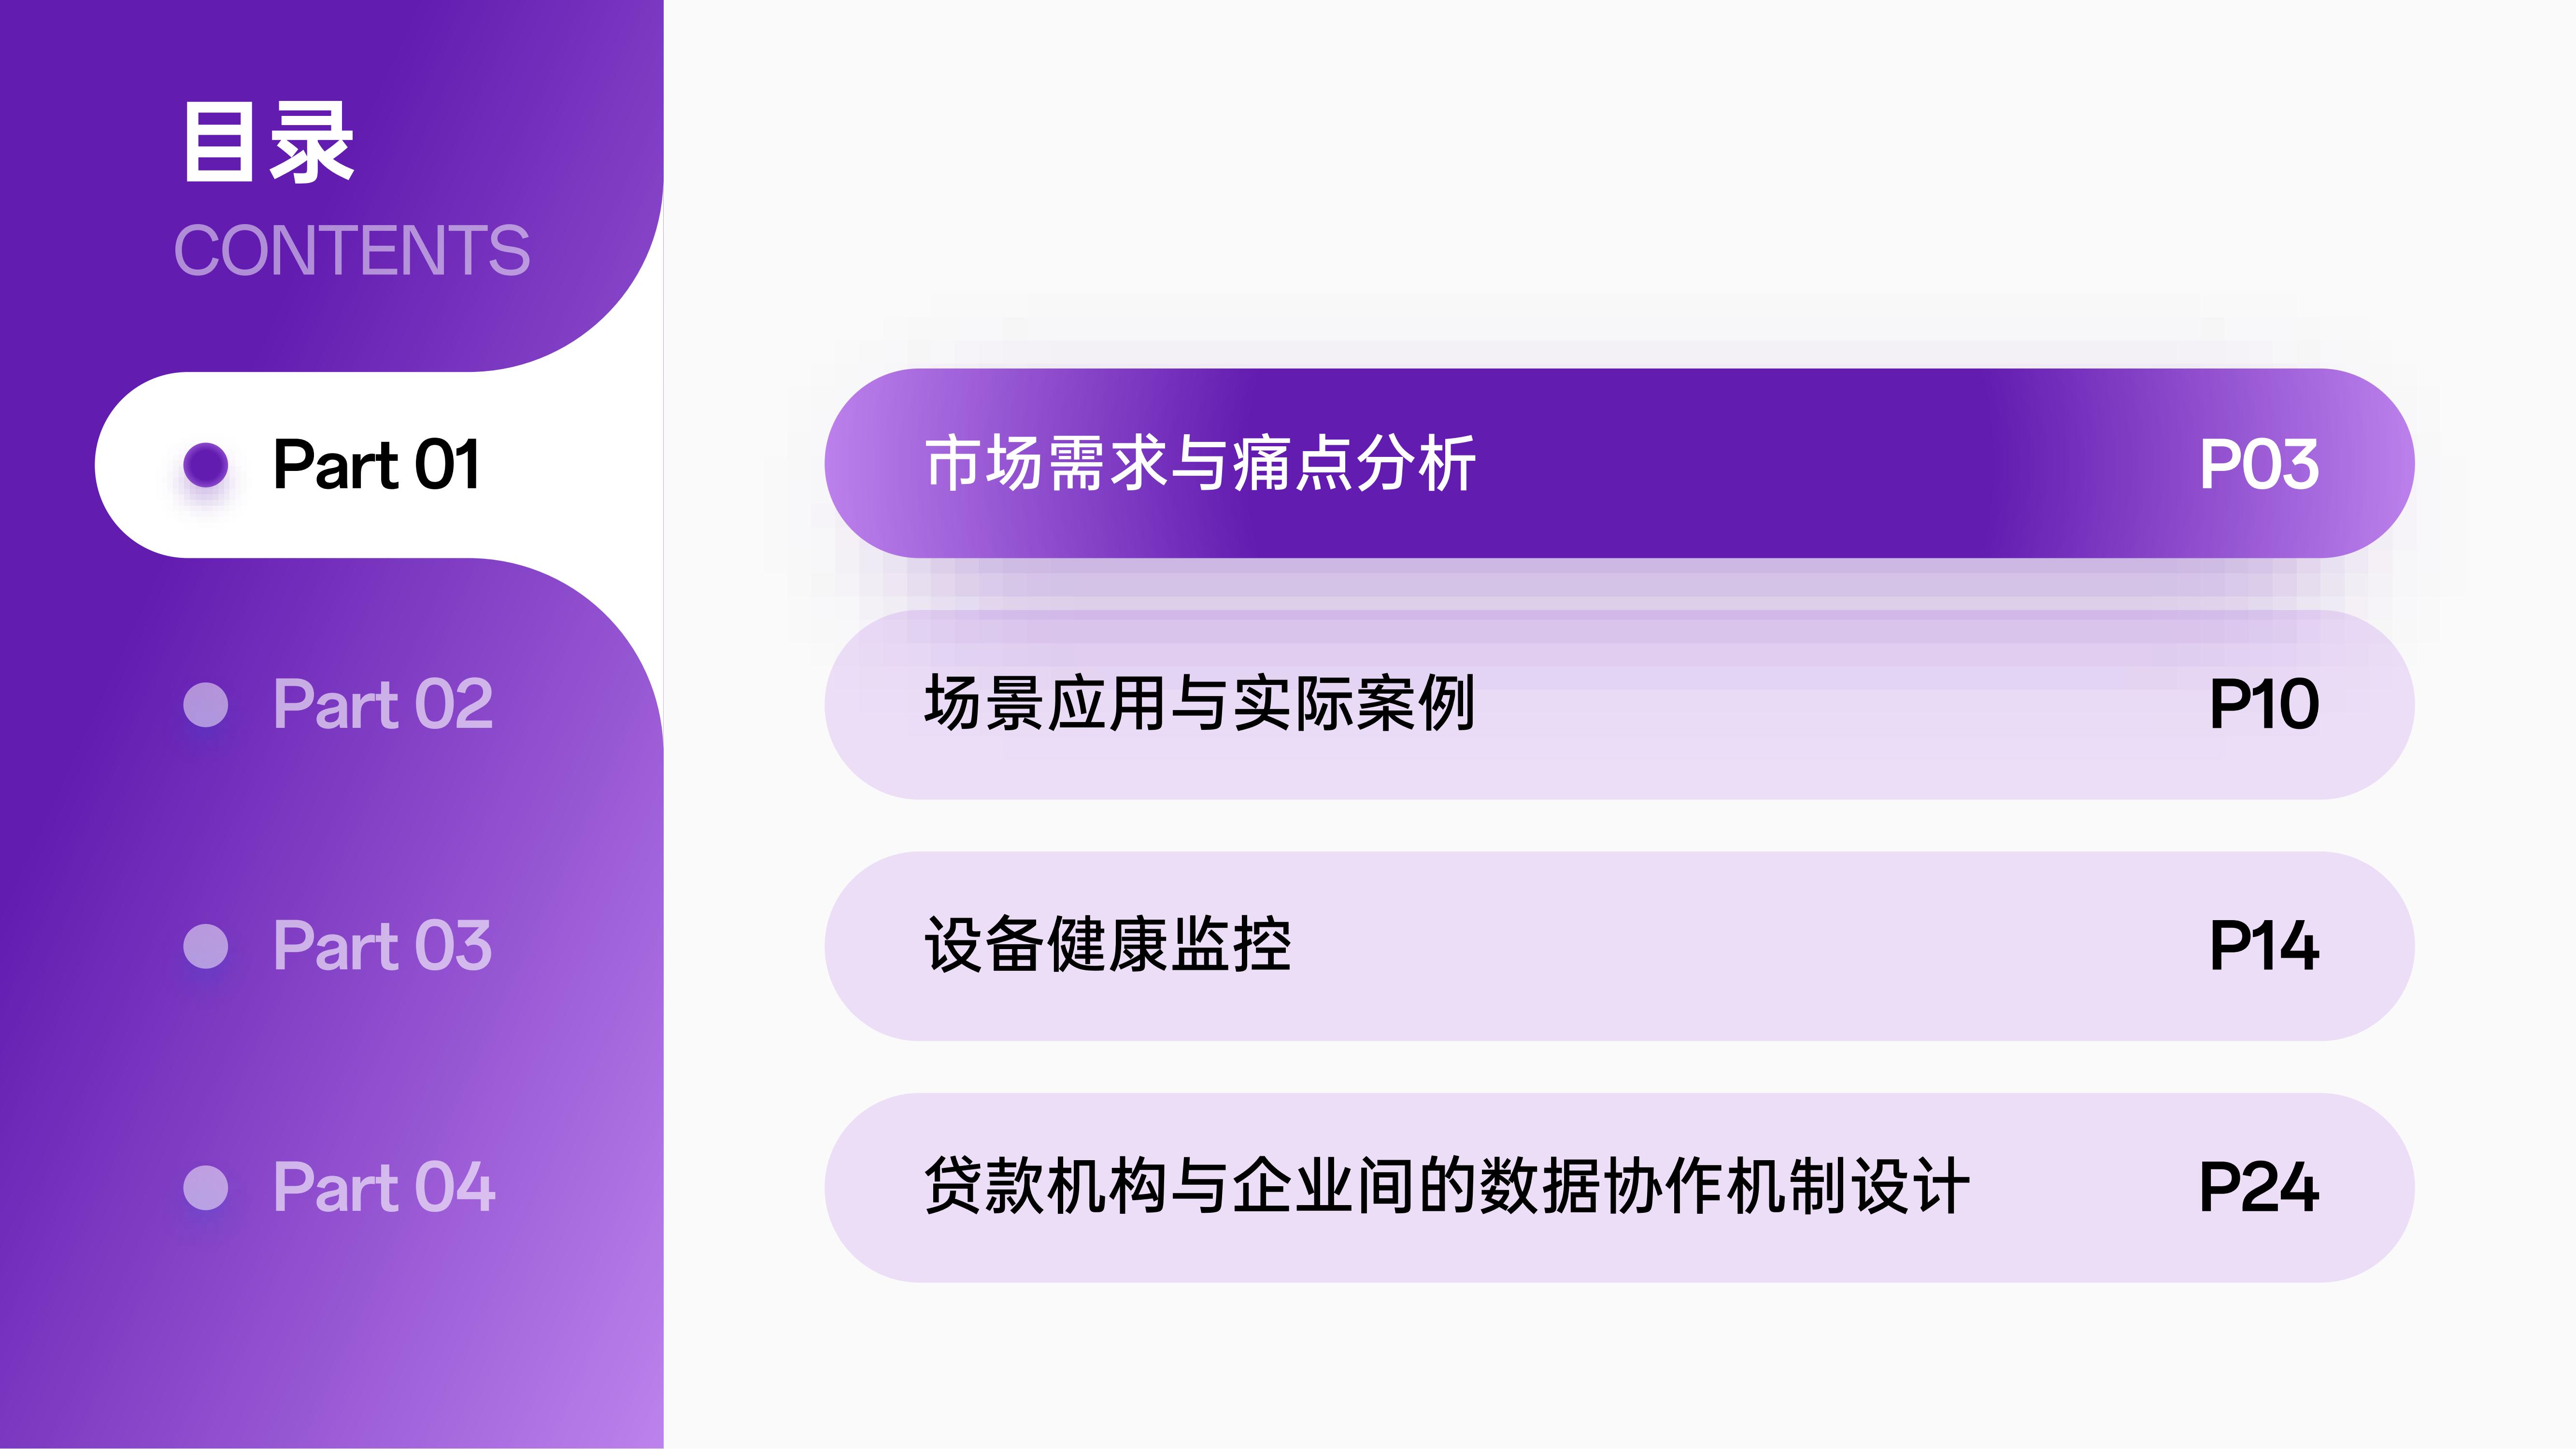 目录
CONTENTS
Part 01
市场需求与痛点分析 P03
Part 02
场景应用与实际案例 P10
Part 03
设备健康监控 P14
Part 04
贷款机构与企业间的数据协作机制设计 P24